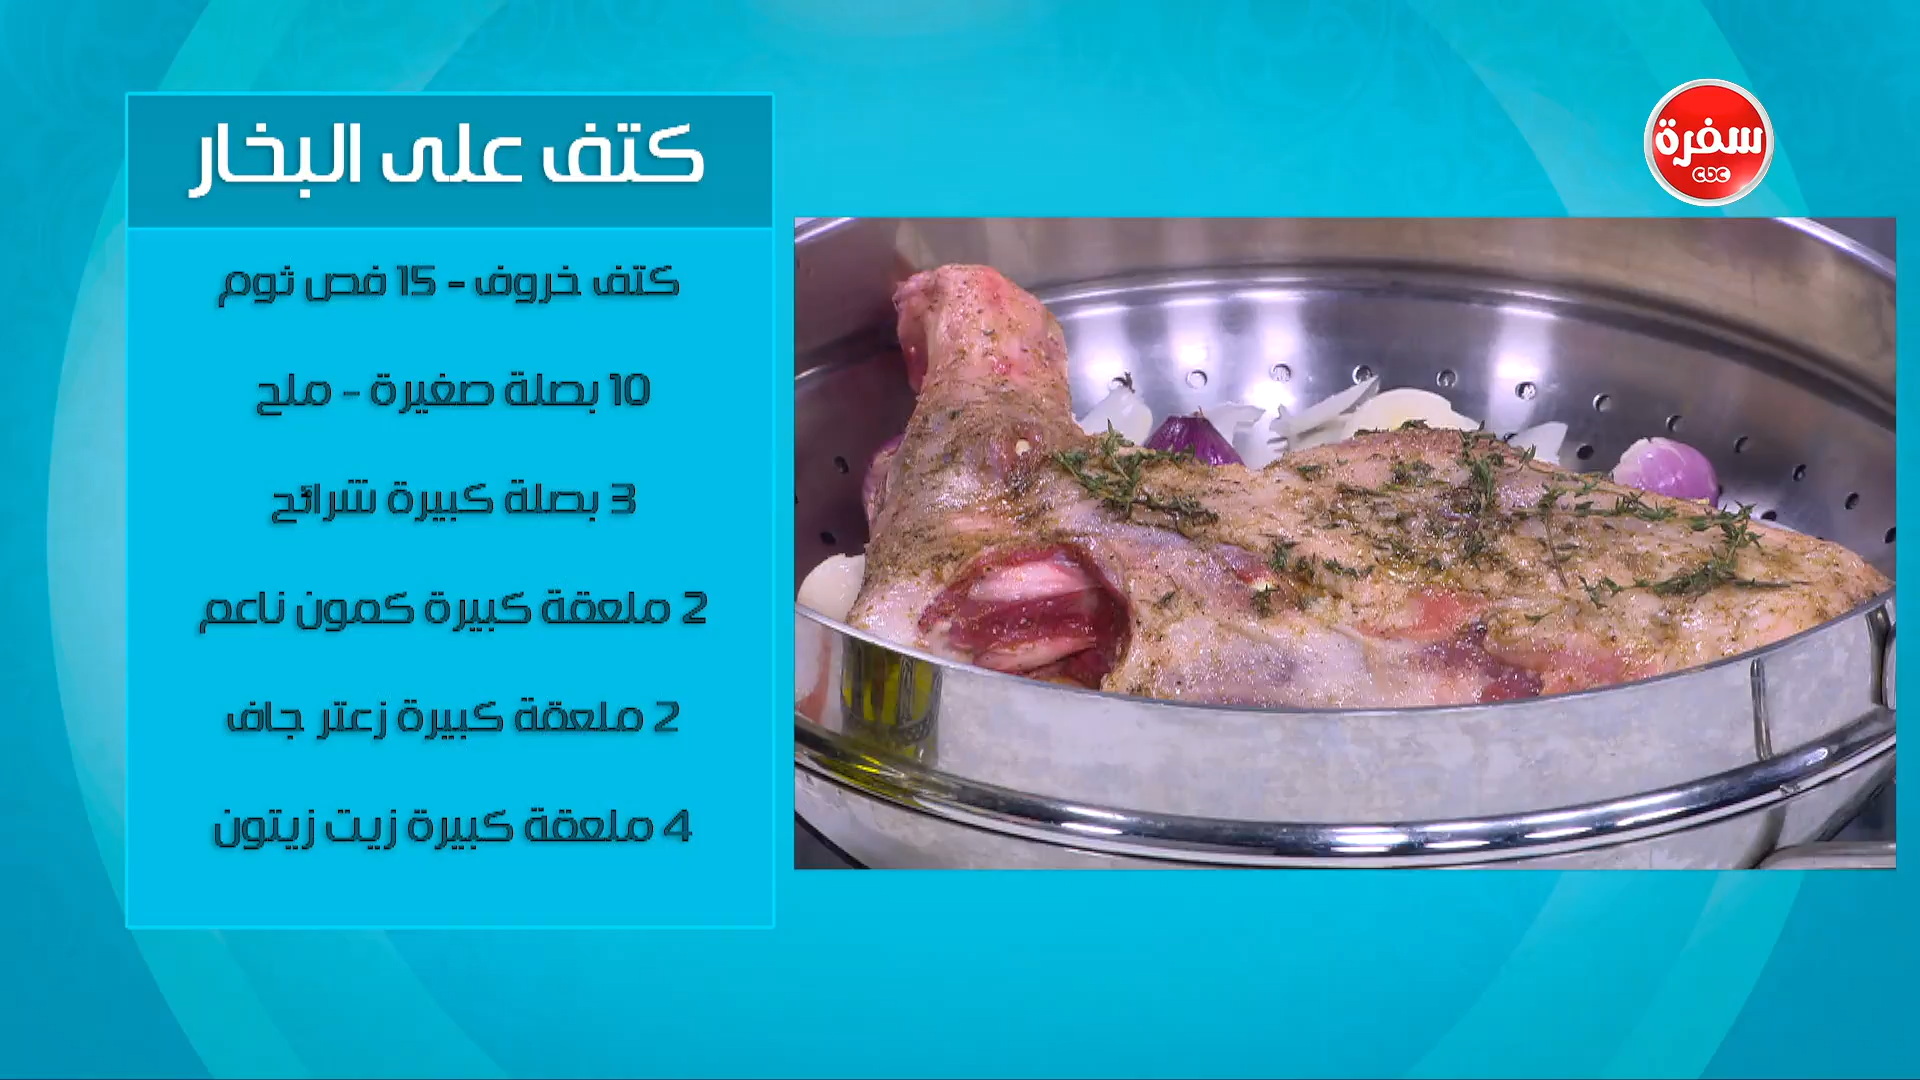 كتف على البخار
كتف خروف - 15 فص ثوم
10 بصلة صغيرة - ملح
3 بصلة كبيرة شرائح
2 ملعقة كبيرة كمون ناعم
2 ملعقة كبيرة زعتر جاف
4 ملعقة كبيرة زيت زيتون
سفرة
cbc